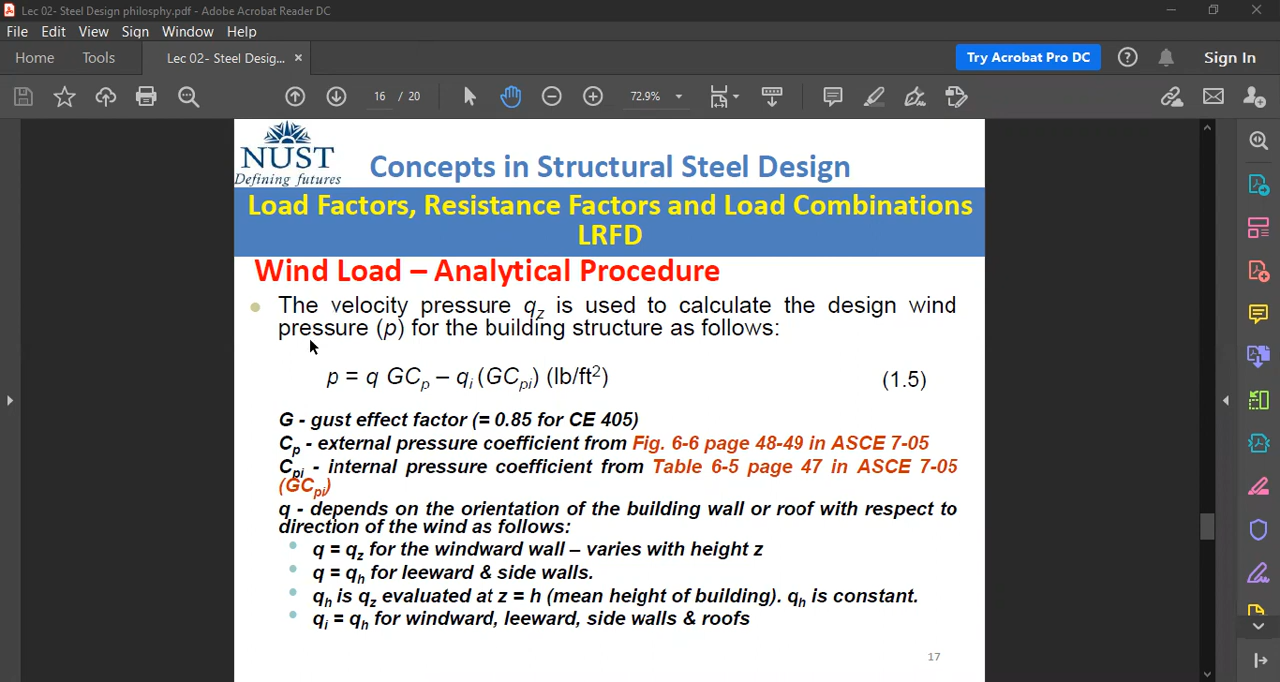 Lec 02- Steel Design philosphy.pdf - Adobe Acrobat Reader DC
File Edit View Sign Window Help
Home Tools Lec 02- Steel Desig... × Try Acrobat Pro DC Sign In
16 / 20 72.9%
NUST
Defining futures
Concepts in Structural Steel Design
Load Factors, Resistance Factors and Load Combinations
LRFD
Wind Load – Analytical Procedure
The velocity pressure qz is used to calculate the design wind
pressure (p) for the building structure as follows:
p = q GCp – qi (GCpi) (lb/ft²) (1.5)
G - gust effect factor (= 0.85 for CE 405)
Cp - external pressure coefficient from Fig. 6-6 page 48-49 in ASCE 7-05
Cpi - internal pressure coefficient from Table 6-5 page 47 in ASCE 7-05
(GCpi)
q - depends on the orientation of the building wall or roof with respect to
direction of the wind as follows:
q = qz for the windward wall – varies with height z
q = qh for leeward & side walls.
qh is qz evaluated at z = h (mean height of building). qh is constant.
qi = qh for windward, leeward, side walls & roofs
17